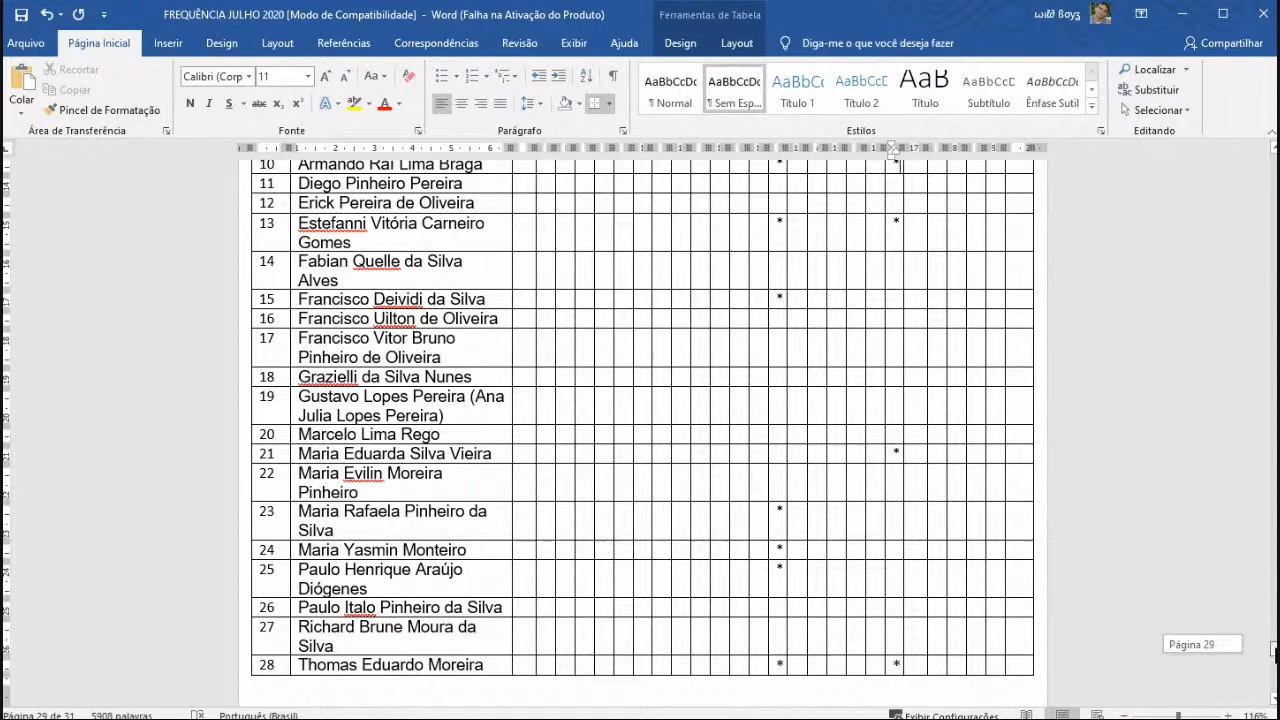 FREQUÊNCIA JULHO 2020 [Modo de Compatibilidade] - Word (Falha na Ativação do Produto)
Ferramentas de Tabela
Arquivo Página Inicial Inserir Design Layout Referências Correspondências Revisão Exibir Ajuda Design Layout Diga-me o que você deseja fazer Compartilhar
Colar
Recortar
Copiar
Pincel de Formatação
Área de Transferência
Calibri (Corp 11
N I S abc x₂ x²
Fonte
Parágrafo
AaBbCcDc AaBbCcDc AaBbCc AaBbCcE AaB AaBbCcD AaBbCcDc
¶ Normal ¶ Sem Esp... Título 1 Título 2 Título Subtítulo Ênfase Sutil
Estilos
Localizar
Substituir
Selecionar
Editando
10 Armando Raí Lima Braga * *
11 Diego Pinheiro Pereira
12 Erick Pereira de Oliveira
13 Estefanni Vitória Carneiro * *
Gomes
14 Fabian Quelle da Silva
Alves
15 Francisco Deividi da Silva *
16 Francisco Uilton de Oliveira
17 Francisco Vitor Bruno
Pinheiro de Oliveira
18 Grazielli da Silva Nunes
19 Gustavo Lopes Pereira (Ana
Julia Lopes Pereira)
20 Marcelo Lima Rego
21 Maria Eduarda Silva Vieira *
22 Maria Evilin Moreira
Pinheiro
23 Maria Rafaela Pinheiro da *
Silva
24 Maria Yasmin Monteiro *
25 Paulo Henrique Araújo *
Diógenes
26 Paulo Italo Pinheiro da Silva
27 Richard Brune Moura da
Silva
28 Thomas Eduardo Moreira * *
Página 29
Página 29 de 31 5908 palavras Português (Brasil) Exibir Configurações 116%